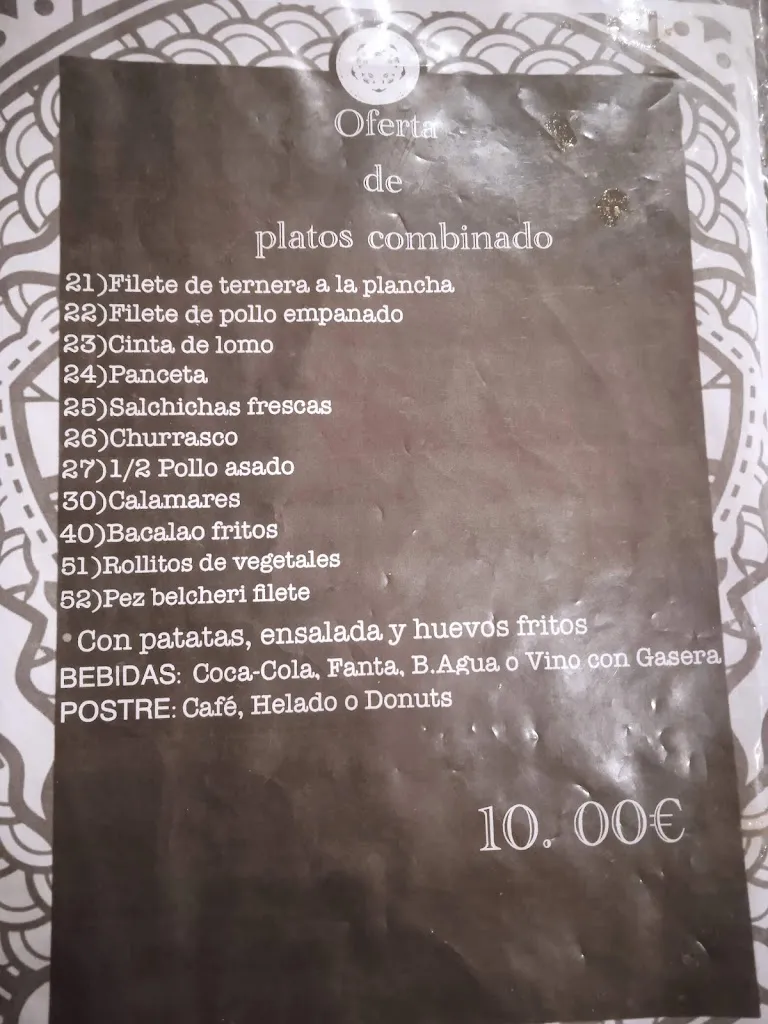 Oferta
de
platos combinado
21)Filete de ternera a la plancha
22)Filete de pollo empanado
23)Cinta de lomo
24)Panceta
25)Salchichas frescas
26)Churrasco
27)1/2 Pollo asado
30)Calamares
40)Bacalao fritos
51)Rollitos de vegetales
52)Pez belcheri filete
•Con patatas, ensalada y huevos fritos
BEBIDAS: Coca-Cola, Fanta, B.Agua o Vino con Gasera
POSTRE: Café, Helado o Donuts
10. 00€